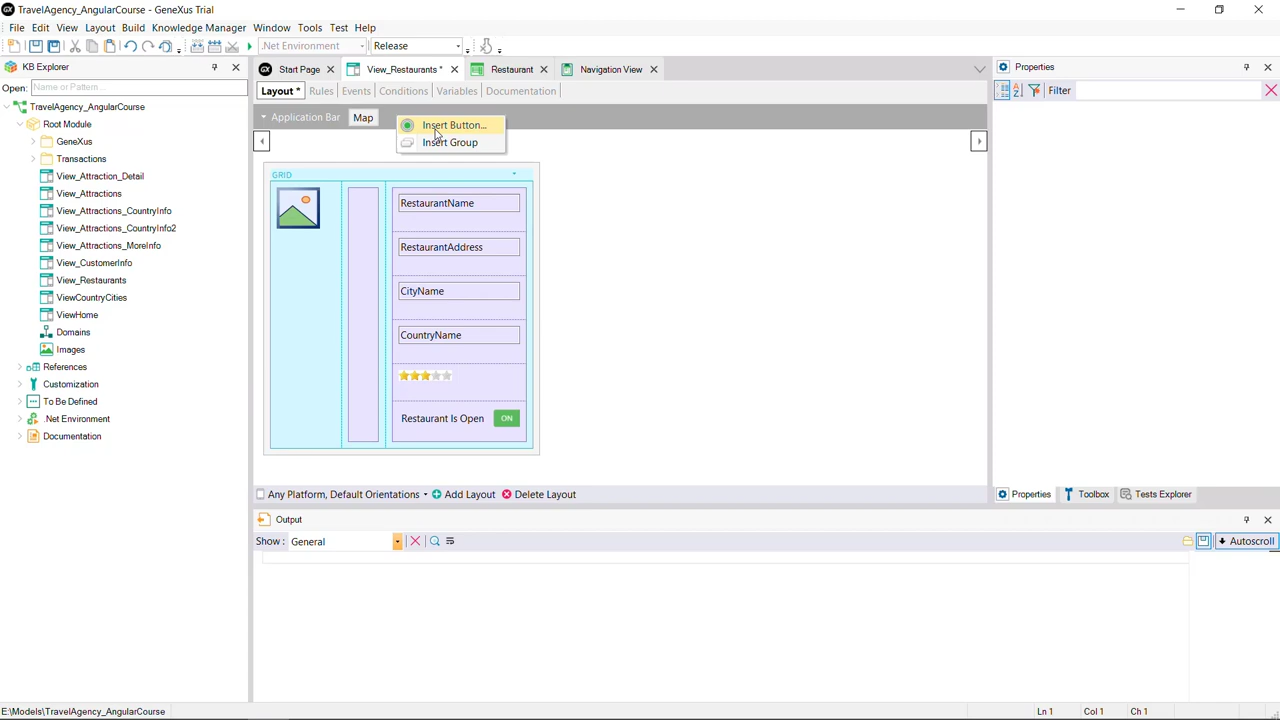 TravelAgency_AngularCourse - GeneXus Trial
File Edit View Layout Build Knowledge Manager Window Tools Test Help
.Net Environment Release
KB Explorer
Start Page View_Restaurants * Restaurant Navigation View
Properties
Open: Name or Pattern...
Layout * Rules Events Conditions Variables Documentation
Filter
TravelAgency_AngularCourse
Application Bar Map
Insert Button...
Insert Group
Root Module
GeneXus
Transactions
View_Attraction_Detail
View_Attractions
View_Attractions_CountryInfo
View_Attractions_CountryInfo2
View_Attractions_MoreInfo
View_CustomerInfo
View_Restaurants
ViewCountryCities
ViewHome
Domains
Images
References
Customization
To Be Defined
.Net Environment
Documentation
GRID
RestaurantName
RestaurantAddress
CityName
CountryName
Restaurant Is Open ON
Any Platform, Default Orientations Add Layout Delete Layout
Properties Toolbox Tests Explorer
Output
Show: General
Autoscroll
E:\Models\TravelAgency_AngularCourse
Ln 1 Col 1 Ch 1